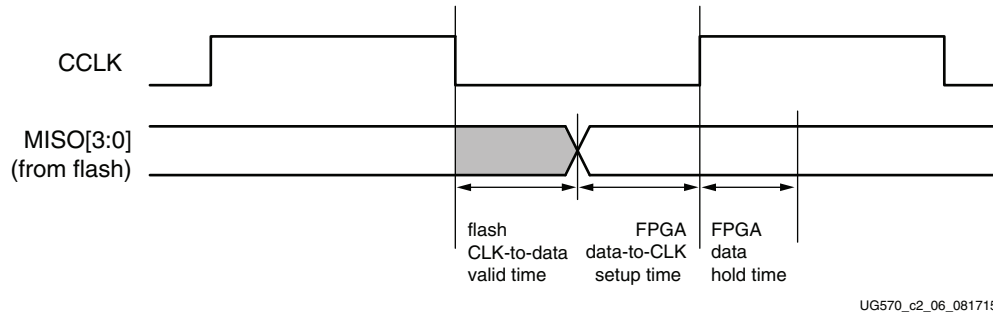 CCLK
MISO[3:0]
(from flash)
flash
CLK-to-data
valid time
FPGA
data-to-CLK
setup time
FPGA
data
hold time
UG570_c2_06_081715